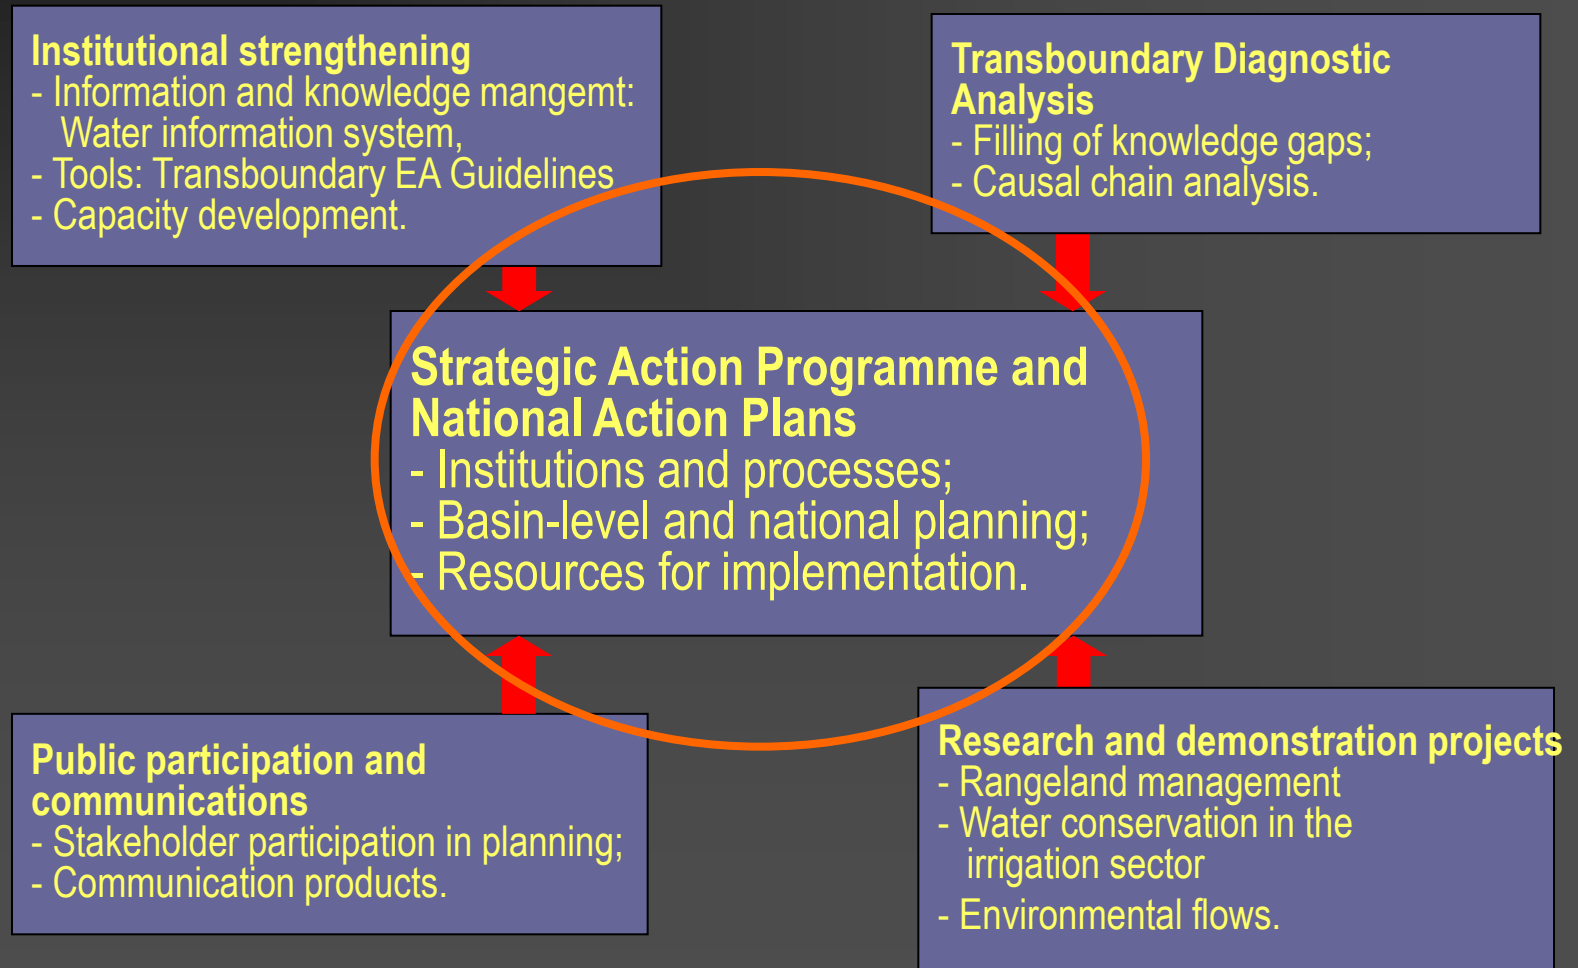 Institutional strengthening
- Information and knowledge mangemt:
Water information system,
- Tools: Transboundary EA Guidelines
- Capacity development.
Transboundary Diagnostic
Analysis
- Filling of knowledge gaps;
- Causal chain analysis.
Strategic Action Programme and
National Action Plans
- Institutions and processes;
- Basin-level and national planning;
- Resources for implementation.
Public participation and
communications
- Stakeholder participation in planning;
- Communication products.
Research and demonstration projects
- Rangeland management
- Water conservation in the
irrigation sector
- Environmental flows.